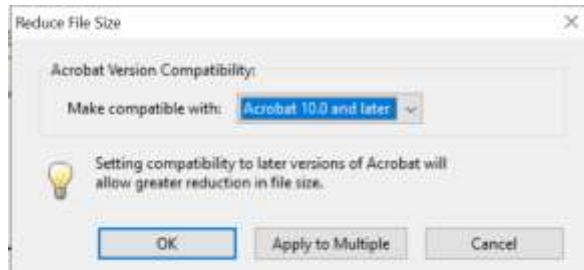 Reduce File Size
Acrobat Version Compatibility:
Make compatible with: Acrobat 10.0 and later
Setting compatibility to later versions of Acrobat will
allow greater reduction in file size.
OK Apply to Multiple Cancel